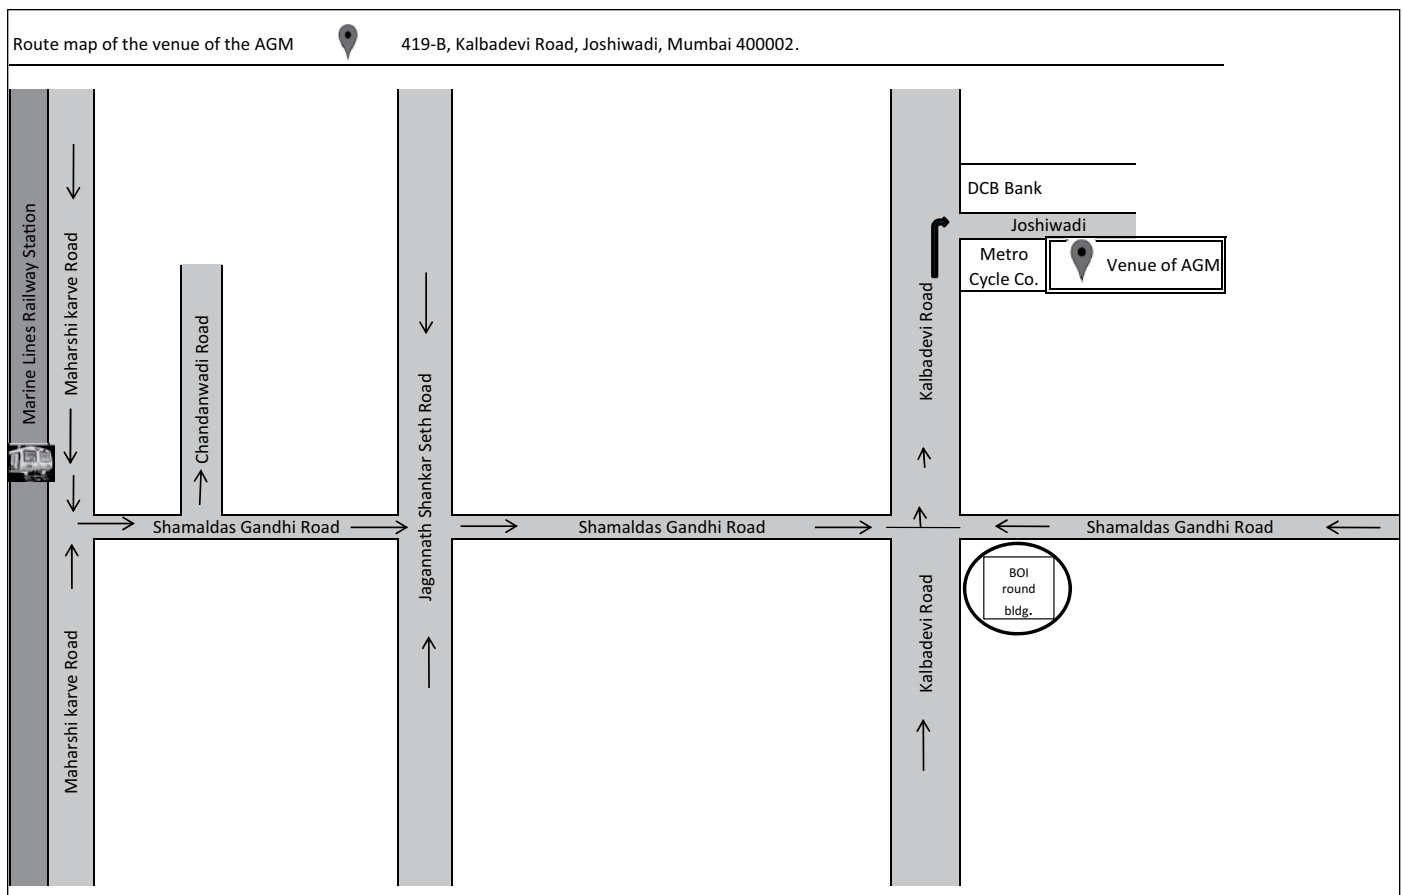 Route map of the venue of the AGM 419-B, Kalbadevi Road, Joshiwadi, Mumbai 400002.
Marine Lines Railway Station
Maharshi karve Road
Maharshi karve Road
Chandanwadi Road
Jagannath Shankar Seth Road
Kalbadevi Road
Kalbadevi Road
DCB Bank
Joshiwadi
Metro
Cycle Co.
Venue of AGM
Shamaldas Gandhi Road
Shamaldas Gandhi Road
Shamaldas Gandhi Road
BOI
round
bldg.